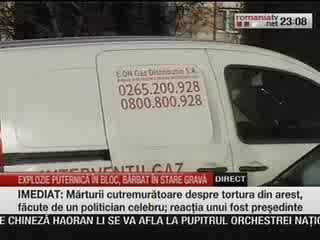 romaniatv
.net
23:08
E.ON Gaz Distributie S.A.
0265.200.928
0800.800.928
INTERVENTII GAZ
EXPLOZIE PUTERNICĂ ÎN BLOC, BĂRBAT ÎN STARE GRAVĂ
DIRECT
IMEDIAT: Mărturii cutremurătoare despre tortura din arest,
făcute de un politician celebru; reacția unui fost președinte
E CHINEZĂ HAORAN LI SE VA AFLA LA PUPITRUL ORCHESTREI NAȚI